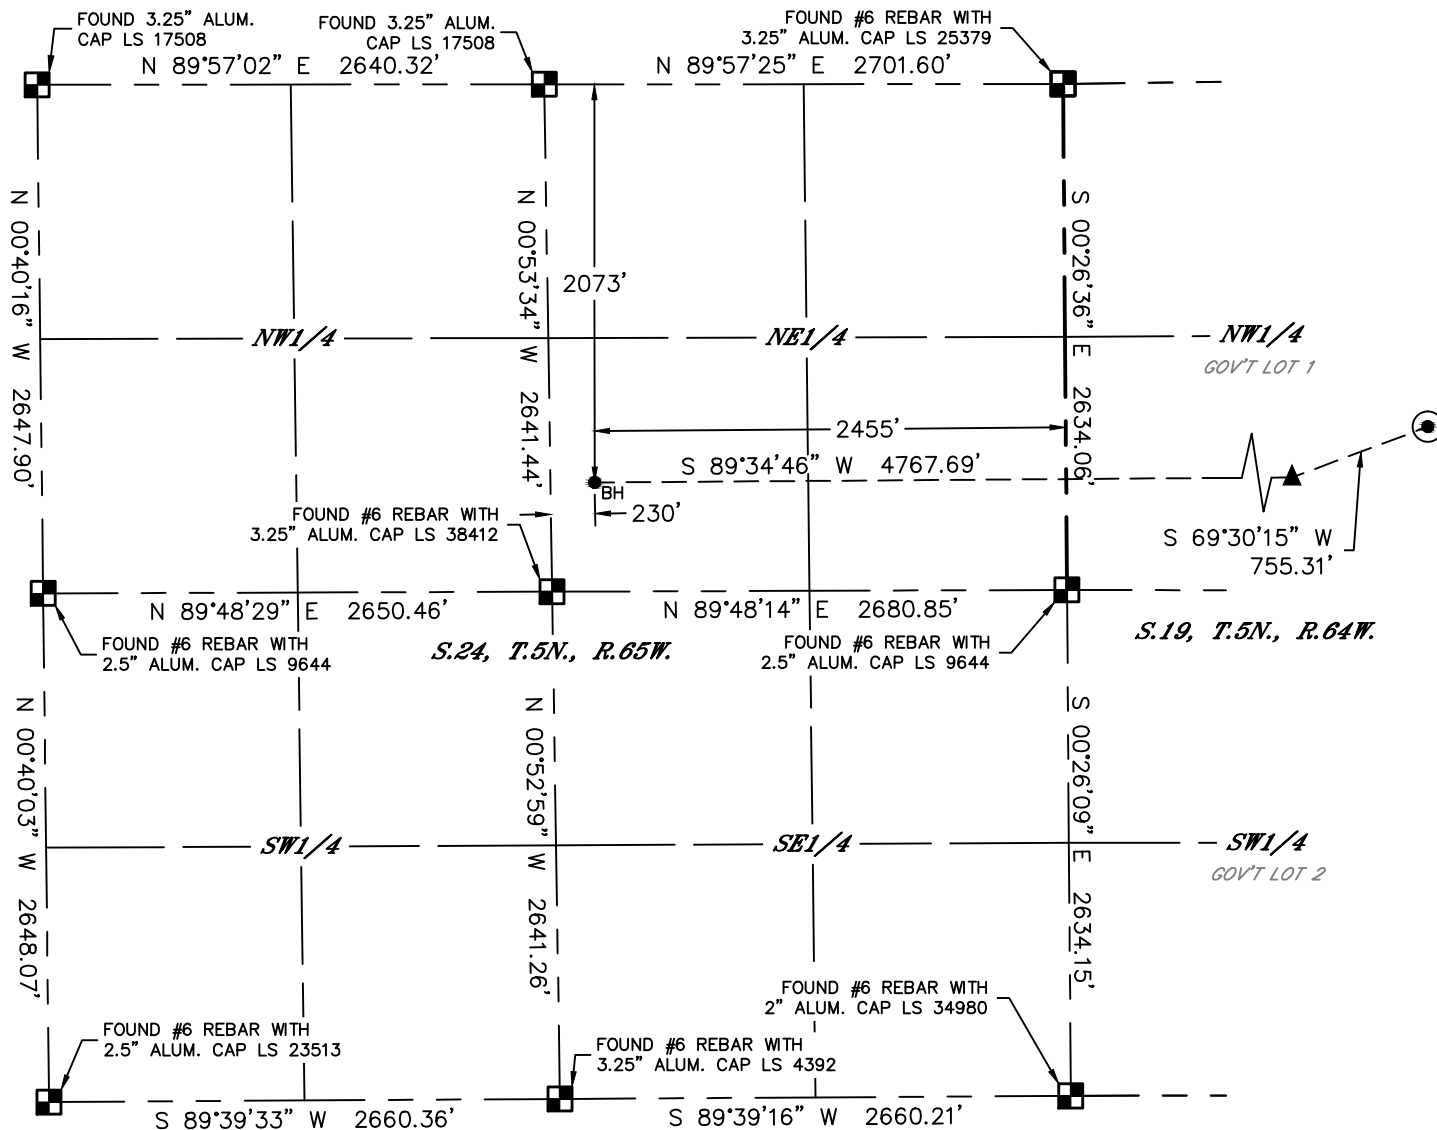 FOUND 3.25" ALUM.
CAP LS 17508
FOUND 3.25" ALUM.
CAP LS 17508
FOUND #6 REBAR WITH
3.25" ALUM. CAP LS 25379
N 89°57'02" E 2640.32'
N 89°57'25" E 2701.60'
N 00°40'16" W 2647.90'
N 00°53'34" W 2641.44'
S 00°26'36" E 2634.06'
2073'
NW1/4
NE1/4
NW1/4
GOV'T LOT 1
2455'
S 89°34'46" W 4767.69'
BH
230'
FOUND #6 REBAR WITH
3.25" ALUM. CAP LS 38412
S 69°30'15" W
755.31'
N 89°48'29" E 2650.46'
N 89°48'14" E 2680.85'
FOUND #6 REBAR WITH
2.5" ALUM. CAP LS 9644
S.24, T.5N., R.65W.
FOUND #6 REBAR WITH
2.5" ALUM. CAP LS 9644
S.19, T.5N., R.64W.
N 00°40'03" W 2648.07'
N 00°52'59" W 2641.26'
S 00°26'09" E 2634.15'
SW1/4
SE1/4
SW1/4
GOV'T LOT 2
FOUND #6 REBAR WITH
2" ALUM. CAP LS 34980
FOUND #6 REBAR WITH
2.5" ALUM. CAP LS 23513
FOUND #6 REBAR WITH
3.25" ALUM. CAP LS 4392
S 89°39'33" W 2660.36'
S 89°39'16" W 2660.21'